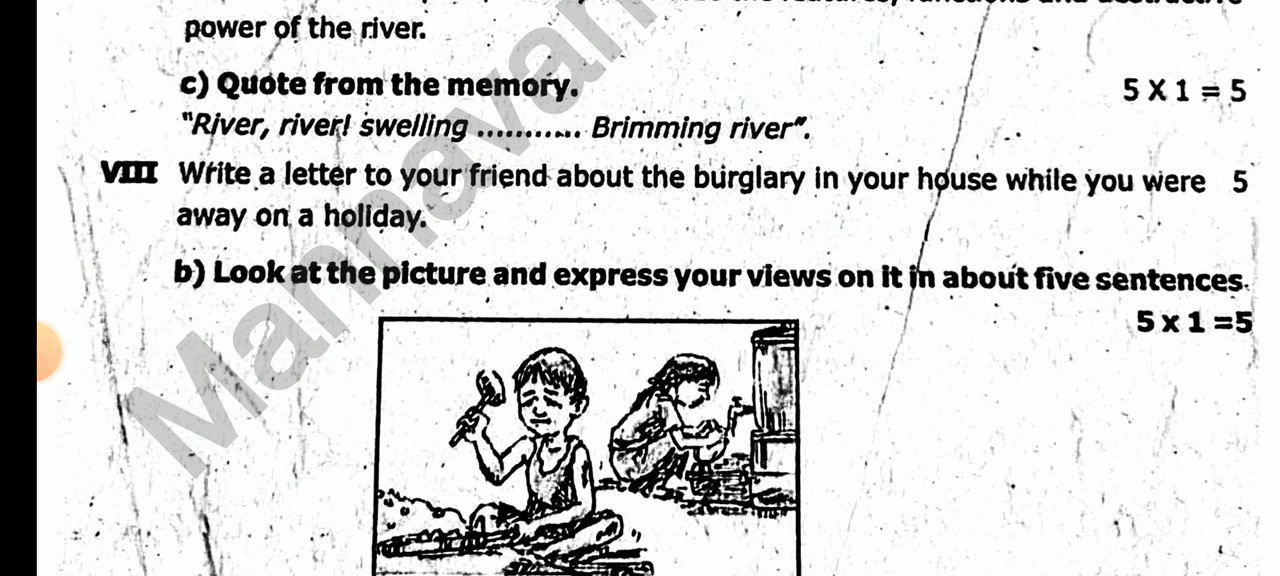 power of the river.
c) Quote from the memory. 5 X 1 = 5
"River, river! swelling ........... Brimming river".
VIII Write a letter to your friend about the burglary in your house while you were 5
away on a holiday.
b) Look at the picture and express your views on it in about five sentences.
5 x 1 =5